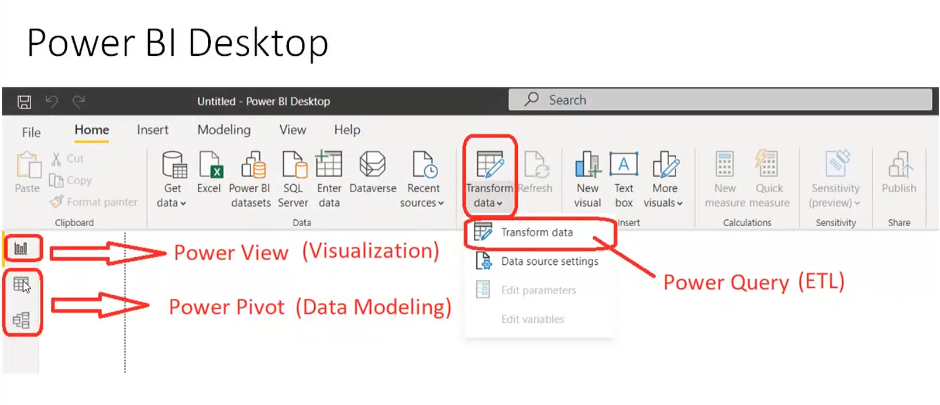 Power BI Desktop
Untitled - Power BI Desktop
Search
File Home Insert Modeling View Help
Paste
Cut
Copy
Format painter
Clipboard
Get data
Excel
Power BI datasets
SQL Server
Enter data
Dataverse
Recent sources
Data
Transform data
Refresh
New visual
Text box
More visuals
Insert
New measure
Quick measure
Calculations
Sensitivity (preview)
Sensitivity
Publish
Share
Transform data
Data source settings
Edit parameters
Edit variables
Power View (Visualization)
Power Pivot (Data Modeling)
Power Query (ETL)